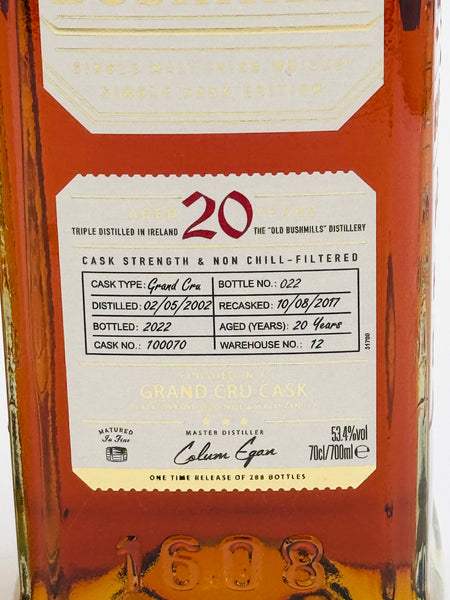 SINGLE MALT IRISH WHISKEY
SINGLE CASK EDITION
AGED 20 YEARS
TRIPLE DISTILLED IN IRELAND THE "OLD BUSHMILLS" DISTILLERY
CASK STRENGTH & NON CHILL-FILTERED
CASK TYPE: Grand Cru BOTTLE NO.: 022
DISTILLED: 02/05/2002 RECASKED: 10/08/2017
BOTTLED: 2022 AGED (YEARS): 20 Years
CASK NO.: 100070 WAREHOUSE NO.: 12
31700
FINISHED IN A
GRAND CRU CASK
MATURED
In Fine
MASTER DISTILLER
Colum Egan
53.4%vol
70cl/700ml e
ONE TIME RELEASE OF 288 BOTTLES
1608